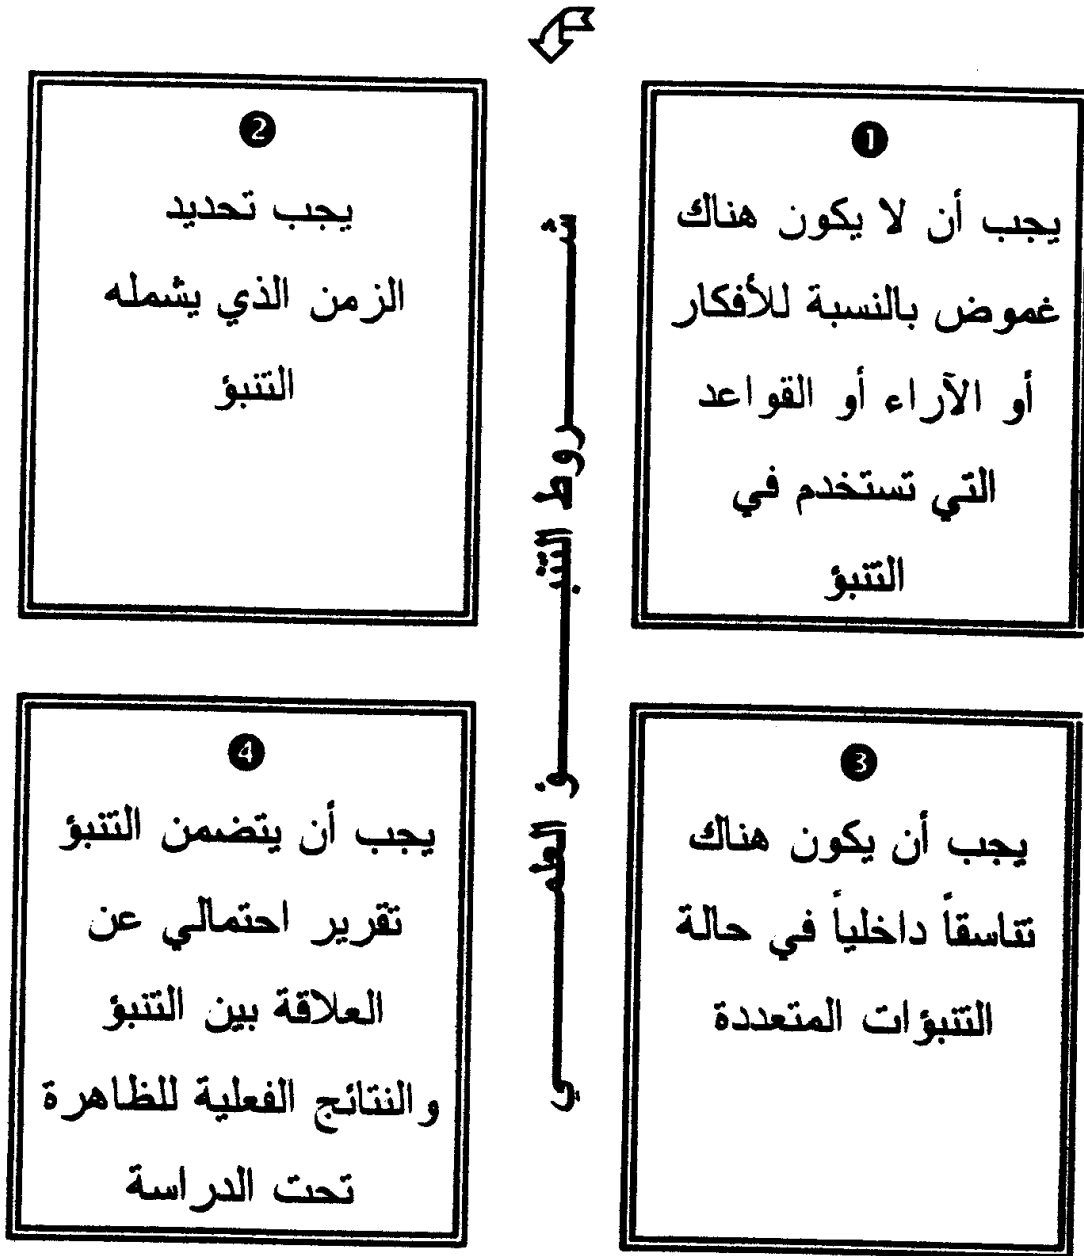 شروط التنبؤ العلمي
❶
يجب أن لا يكون هناك
غموض بالنسبة للأفكار
أو الآراء أو القواعد
التي تستخدم في
التنبؤ
❷
يجب تحديد
الزمن الذي يشمله
التنبؤ
❸
يجب أن يكون هناك
تناسقاً داخلياً في حالة
التنبؤات المتعددة
❹
يجب أن يتضمن التنبؤ
تقرير احتمالي عن
العلاقة بين التنبؤ
والنتائج الفعلية للظاهرة
تحت الدراسة